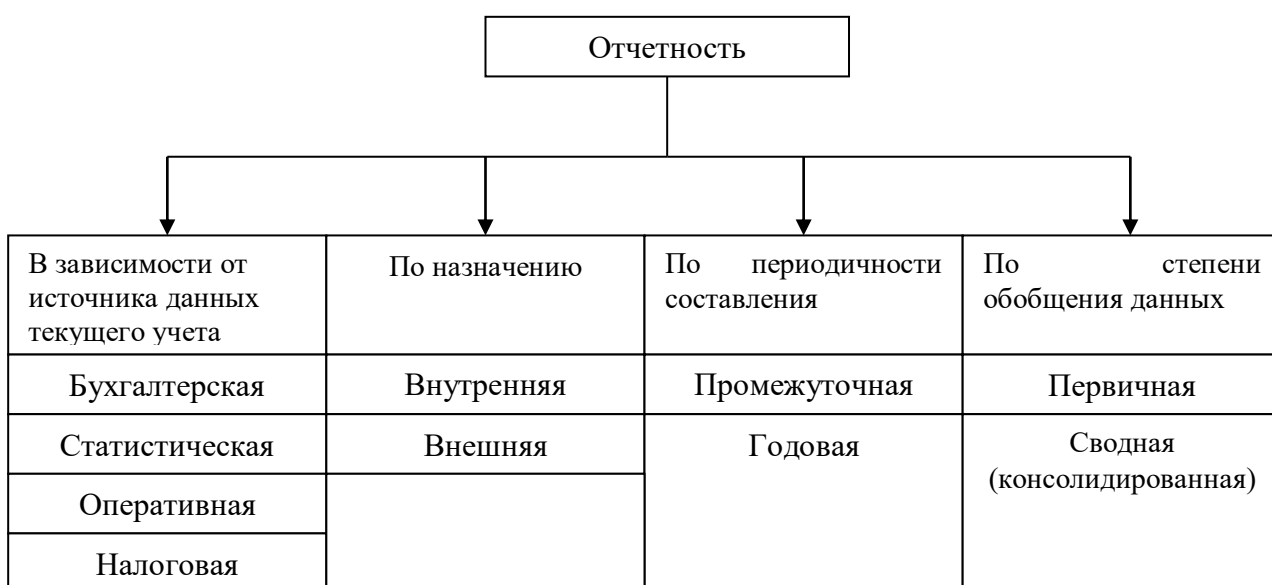 Отчетность
В зависимости от
источника данных
текущего учета
По назначению
По периодичности
составления
По степени
обобщения данных
Бухгалтерская
Внутренняя
Промежуточная
Первичная
Статистическая
Внешняя
Годовая
Сводная
(консолидированная)
Оперативная
Налоговая